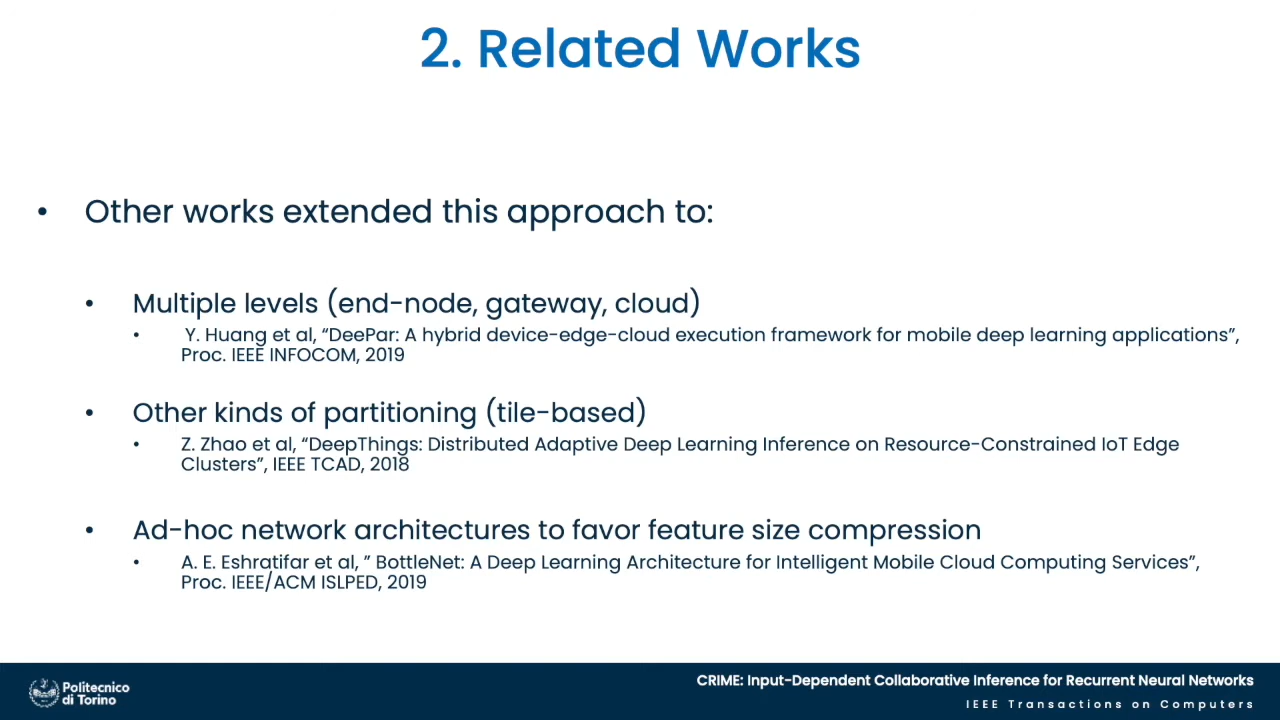 2. Related Works
• Other works extended this approach to:
• Multiple levels (end-node, gateway, cloud)
• Y. Huang et al, “DeePar: A hybrid device-edge-cloud execution framework for mobile deep learning applications”,
Proc. IEEE INFOCOM, 2019
• Other kinds of partitioning (tile-based)
• Z. Zhao et al, “DeepThings: Distributed Adaptive Deep Learning Inference on Resource-Constrained IoT Edge
Clusters”, IEEE TCAD, 2018
• Ad-hoc network architectures to favor feature size compression
• A. E. Eshratifar et al, ” BottleNet: A Deep Learning Architecture for Intelligent Mobile Cloud Computing Services”,
Proc. IEEE/ACM ISLPED, 2019
Politecnico
di Torino
CRIME: Input-Dependent Collaborative Inference for Recurrent Neural Networks
IEEE Transactions on Computers